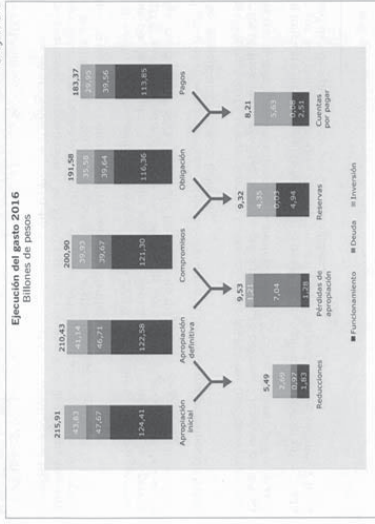 Ejecución del gasto 2016
Billones de pesos
215,91
43,83
47,67
124,41
Apropiación
inicial
210,43
41,14
46,71
122,58
Apropiación
definitiva
200,90
39,93
39,67
121,30
Compromisos
191,58
35,58
39,64
116,36
Obligación
183,37
29,95
39,56
113,85
Pagos
5,49
2,69
1,83
Reducciones
9,53
1,21
7,04
1,28
Pérdidas de
apropiación
9,32
4,35
0,03
4,94
Reservas
8,21
5,63
0,08
2,51
Cuentas
por pagar
Funcionamiento Deuda Inversión